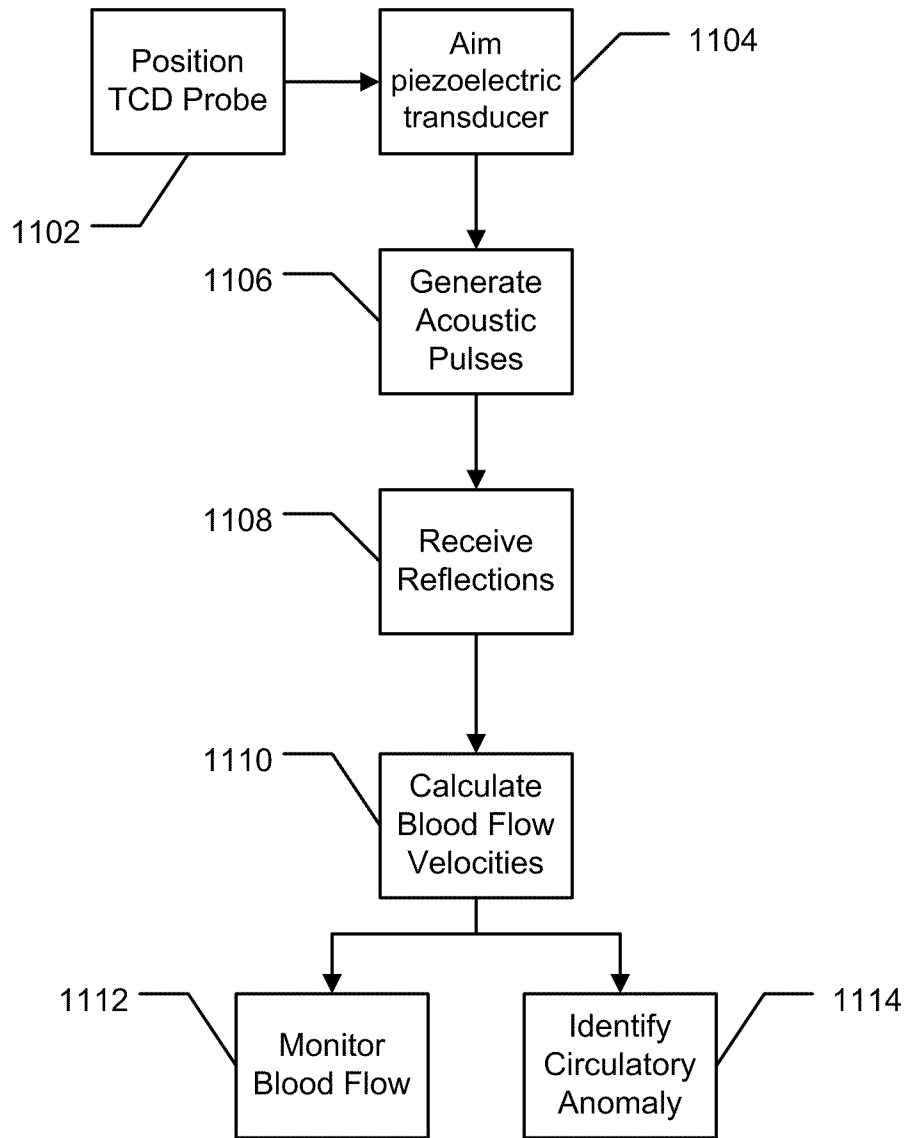 Position
TCD Probe
1102
Aim
piezoelectric
transducer
1104
1106
Generate
Acoustic
Pulses
1108
Receive
Reflections
1110
Calculate
Blood Flow
Velocities
1112
Monitor
Blood Flow
Identify
Circulatory
Anomaly
1114